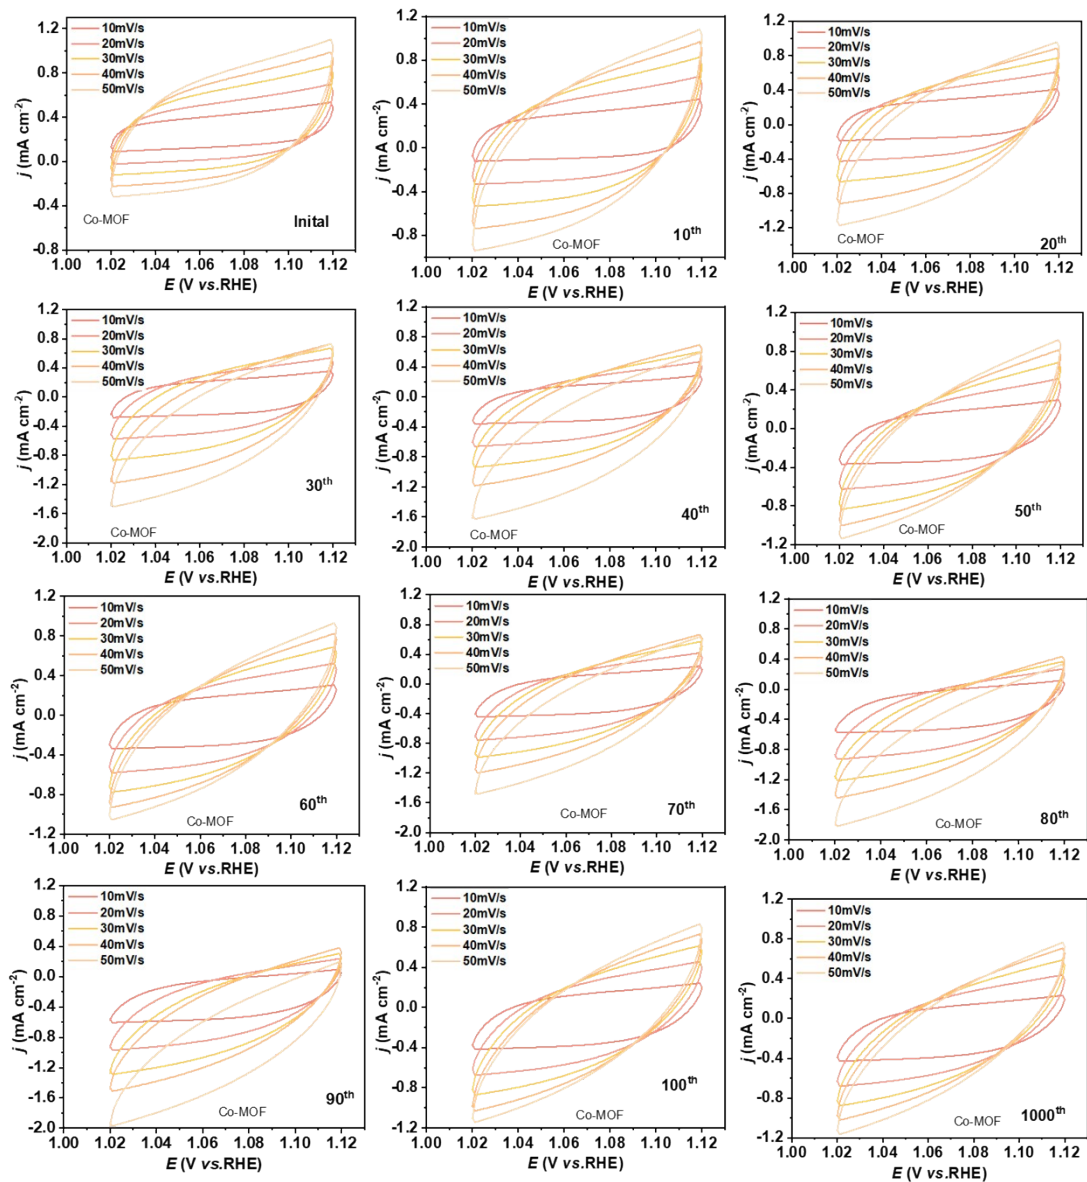 1.2
0.8
0.4
0.0
-0.4
-0.8
j (mA cm-2)
10mV/s
20mV/s
30mV/s
40mV/s
50mV/s
Co-MOF
Inital
1.00 1.02 1.04 1.06 1.08 1.10 1.12
E (V vs.RHE)
1.2
0.8
0.4
0.0
-0.4
-0.8
j (mA cm-2)
10mV/s
20mV/s
30mV/s
40mV/s
50mV/s
Co-MOF
10th
1.00 1.02 1.04 1.06 1.08 1.10 1.12
E (V vs.RHE)
1.2
0.8
0.4
0.0
-0.4
-0.8
-1.2
j (mA cm-2)
10mV/s
20mV/s
30mV/s
40mV/s
50mV/s
Co-MOF
20th
1.00 1.02 1.04 1.06 1.08 1.10 1.12
E (V vs.RHE)
1.2
0.8
0.4
0.0
-0.4
-0.8
-1.2
-1.6
-2.0
j (mA cm-2)
10mV/s
20mV/s
30mV/s
40mV/s
50mV/s
30th
Co-MOF
1.00 1.02 1.04 1.06 1.08 1.10 1.12
E (V vs.RHE)
1.2
0.8
0.4
0.0
-0.4
-0.8
-1.2
-1.6
-2.0
j (mA cm-2)
10mV/s
20mV/s
30mV/s
40mV/s
50mV/s
40th
Co-MOF
1.00 1.02 1.04 1.06 1.08 1.10 1.12
E (V vs.RHE)
1.2
0.8
0.4
0.0
-0.4
-0.8
-1.2
j (mA cm-2)
10mV/s
20mV/s
30mV/s
40mV/s
50mV/s
50th
Co-MOF
1.00 1.02 1.04 1.06 1.08 1.10 1.12
E (V vs.RHE)
1.2
0.8
0.4
0.0
-0.4
-0.8
-1.2
j (mA cm-2)
10mV/s
20mV/s
30mV/s
40mV/s
50mV/s
60th
Co-MOF
1.00 1.02 1.04 1.06 1.08 1.10 1.12
E (V vs.RHE)
1.2
0.8
0.4
0.0
-0.4
-0.8
-1.2
-1.6
-2.0
j (mA cm-2)
10mV/s
20mV/s
30mV/s
40mV/s
50mV/s
70th
Co-MOF
1.00 1.02 1.04 1.06 1.08 1.10 1.12
E (V vs.RHE)
1.2
0.8
0.4
0.0
-0.4
-0.8
-1.2
-1.6
-2.0
j (mA cm-2)
10mV/s
20mV/s
30mV/s
40mV/s
50mV/s
80th
Co-MOF
1.00 1.02 1.04 1.06 1.08 1.10 1.12
E (V vs.RHE)
1.2
0.8
0.4
0.0
-0.4
-0.8
-1.2
-1.6
-2.0
j (mA cm-2)
10mV/s
20mV/s
30mV/s
40mV/s
50mV/s
90th
Co-MOF
1.00 1.02 1.04 1.06 1.08 1.10 1.12
E (V vs.RHE)
1.2
0.8
0.4
0.0
-0.4
-0.8
-1.2
j (mA cm-2)
10mV/s
20mV/s
30mV/s
40mV/s
50mV/s
100th
Co-MOF
1.00 1.02 1.04 1.06 1.08 1.10 1.12
E (V vs.RHE)
1.2
0.8
0.4
0.0
-0.4
-0.8
-1.2
j (mA cm-2)
10mV/s
20mV/s
30mV/s
40mV/s
50mV/s
Co-MOF
1000th
1.00 1.02 1.04 1.06 1.08 1.10 1.12
E (V vs.RHE)